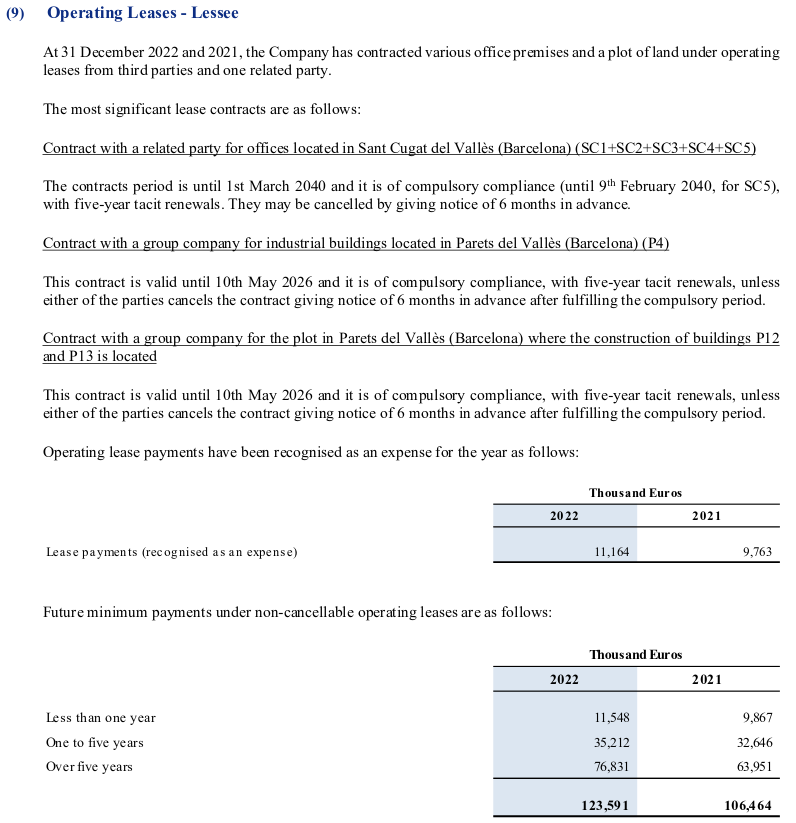 (9) Operating Leases - Lessee
At 31 December 2022 and 2021, the Company has contracted various office premises and a plot of land under operating
leases from third parties and one related party.
The most significant lease contracts are as follows:
Contract with a related party for offices located in Sant Cugat del Vallès (Barcelona) (SC1+SC2+SC3+SC4+SC5)
The contracts period is until 1st March 2040 and it is of compulsory compliance (until 9th February 2040, for SC5),
with five-year tacit renewals. They may be cancelled by giving notice of 6 months in advance.
Contract with a group company for industrial buildings located in Parets del Vallès (Barcelona) (P4)
This contract is valid until 10th May 2026 and it is of compulsory compliance, with five-year tacit renewals, unless
either of the parties cancels the contract giving notice of 6 months in advance after fulfilling the compulsory period.
Contract with a group company for the plot in Parets del Vallès (Barcelona) where the construction of buildings P12
and P13 is located
This contract is valid until 10th May 2026 and it is of compulsory compliance, with five-year tacit renewals, unless
either of the parties cancels the contract giving notice of 6 months in advance after fulfilling the compulsory period.
Operating lease payments have been recognised as an expense for the year as follows:
Thousand Euros
2022 2021
Lease payments (recognised as an expense) 11,164 9,763
Future minimum payments under non-cancellable operating leases are as follows:
Thousand Euros
2022 2021
Less than one year 11,548 9,867
One to five years 35,212 32,646
Over five years 76,831 63,951
123,591 106,464